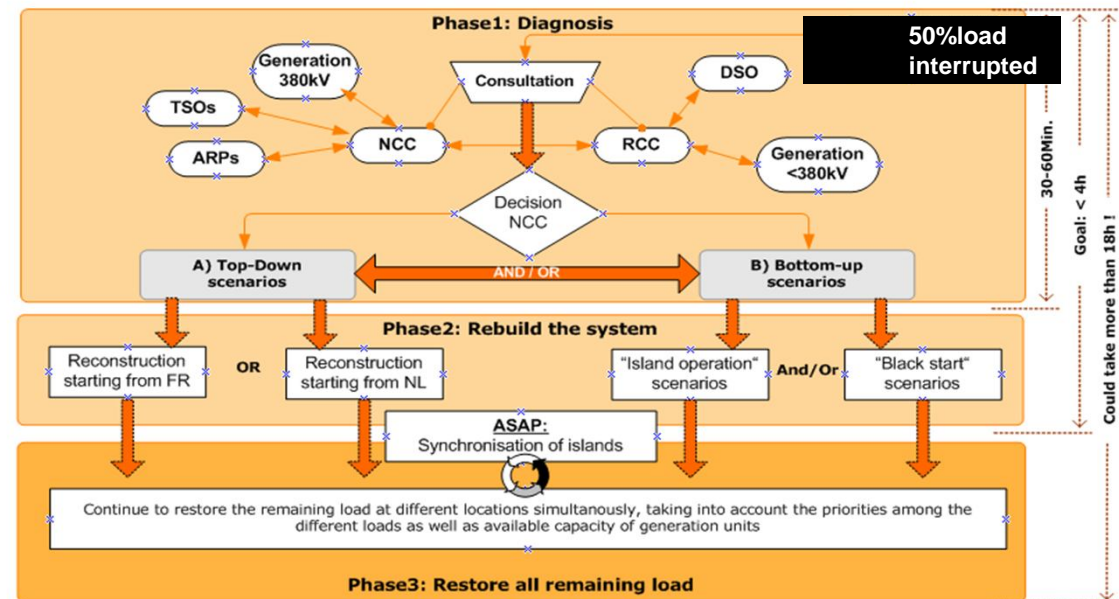 Phase1: Diagnosis
50%load
interrupted
Generation
380kV
Consultation
DSO
TSOs
NCC
RCC
ARPs
Generation
<380kV
Decision
NCC
A) Top-Down
scenarios
AND / OR
B) Bottom-up
scenarios
30-60Min.
Goal: < 4h
Could take more than 18h !
Phase2: Rebuild the system
Reconstruction
starting from FR
OR
Reconstruction
starting from NL
“Island operation“
scenarios
And/Or
“Black start“
scenarios
ASAP:
Synchronisation of islands
Continue to restore the remaining load at different locations simultaneously, taking into account the priorities among the
different loads as well as available capacity of generation units
Phase3: Restore all remaining load